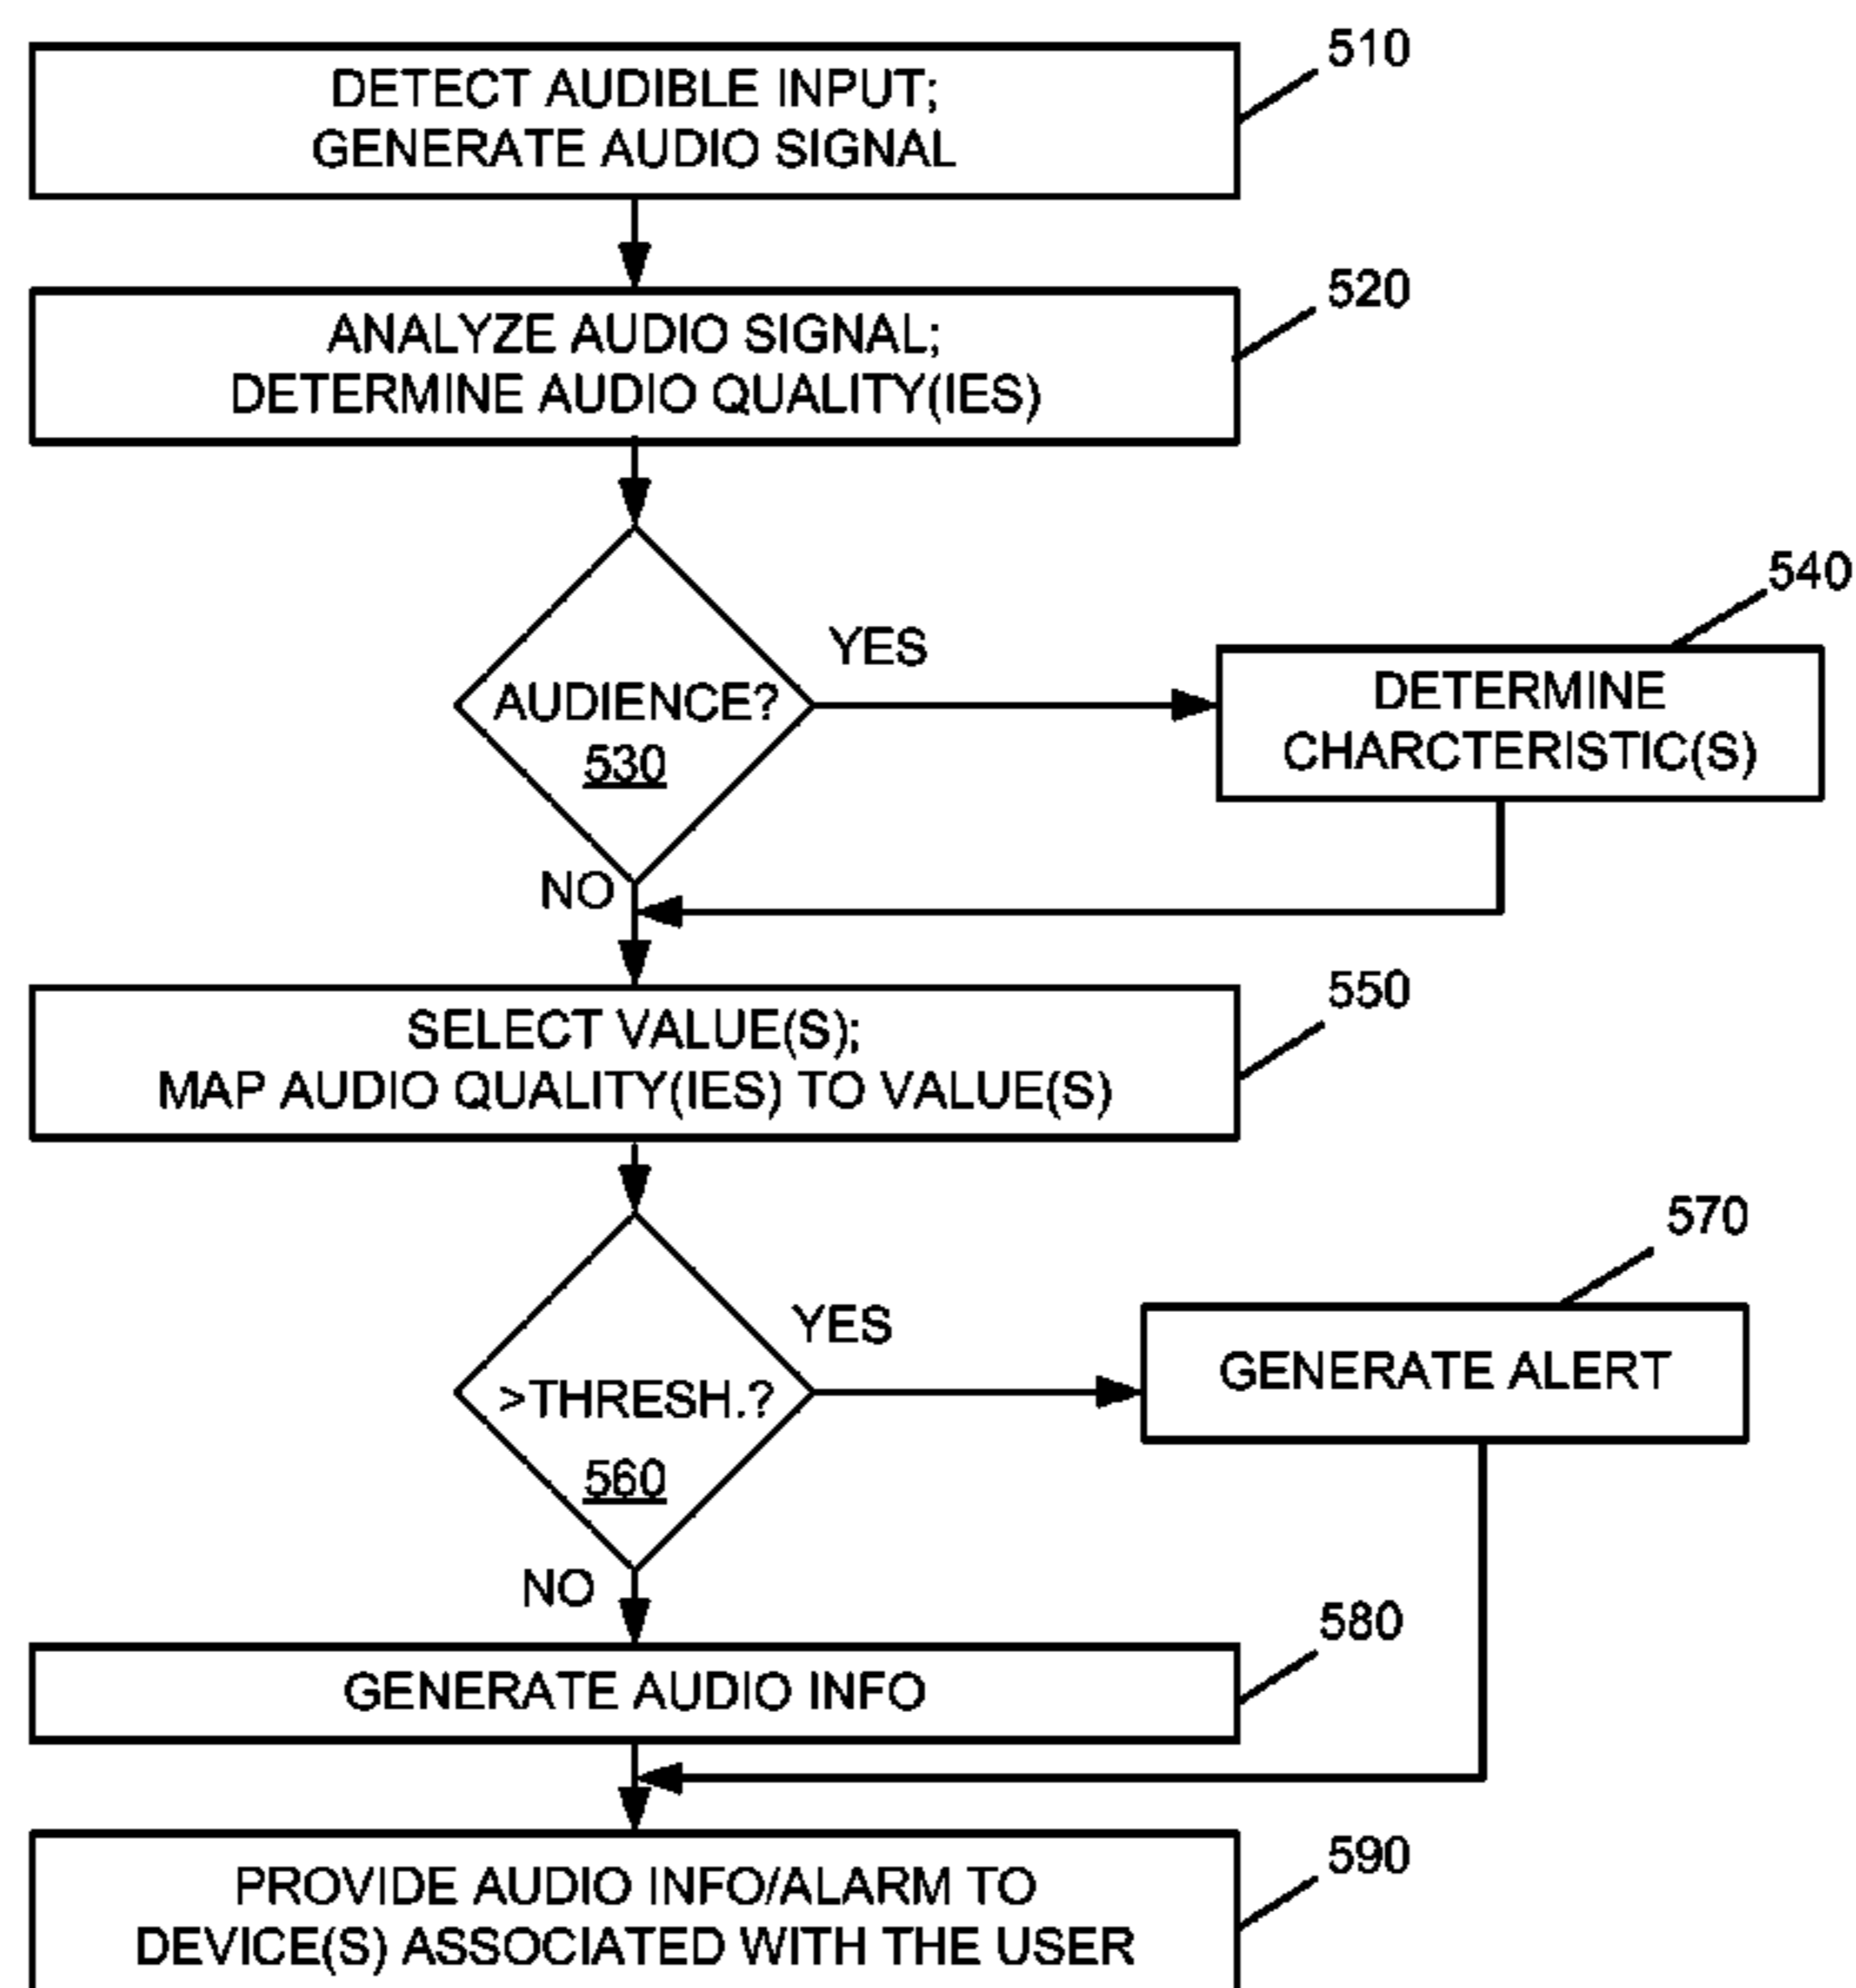 510
DETECT AUDIBLE INPUT;
GENERATE AUDIO SIGNAL
520
ANALYZE AUDIO SIGNAL;
DETERMINE AUDIO QUALITY(IES)
540
YES
AUDIENCE?
530
DETERMINE
CHARCTERISTIC(S)
NO
550
SELECT VALUE(S);
MAP AUDIO QUALITY(IES) TO VALUE(S)
570
YES
>THRESH.?
560
GENERATE ALERT
NO
580
GENERATE AUDIO INFO
590
PROVIDE AUDIO INFO/ALARM TO
DEVICE(S) ASSOCIATED WITH THE USER